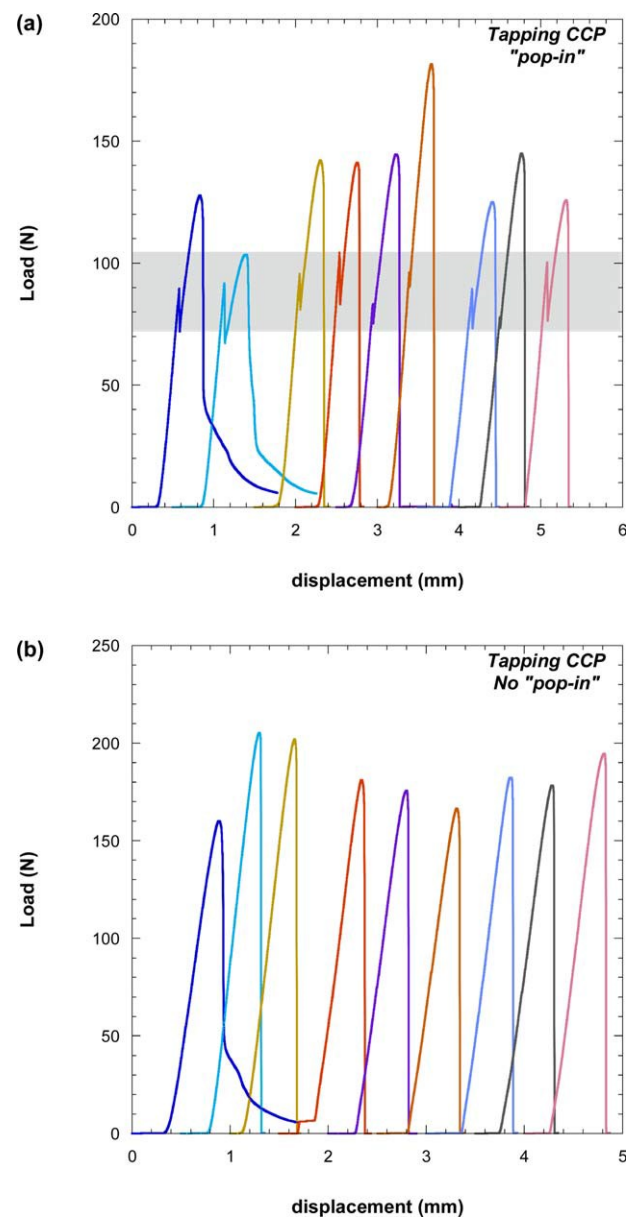 (a)
Tapping CCP
"pop-in"
200
150
100
50
0
Load (N)
0 1 2 3 4 5 6
displacement (mm)
(b)
Tapping CCP
No "pop-in"
250
200
150
100
50
0
Load (N)
0 1 2 3 4 5
displacement (mm)